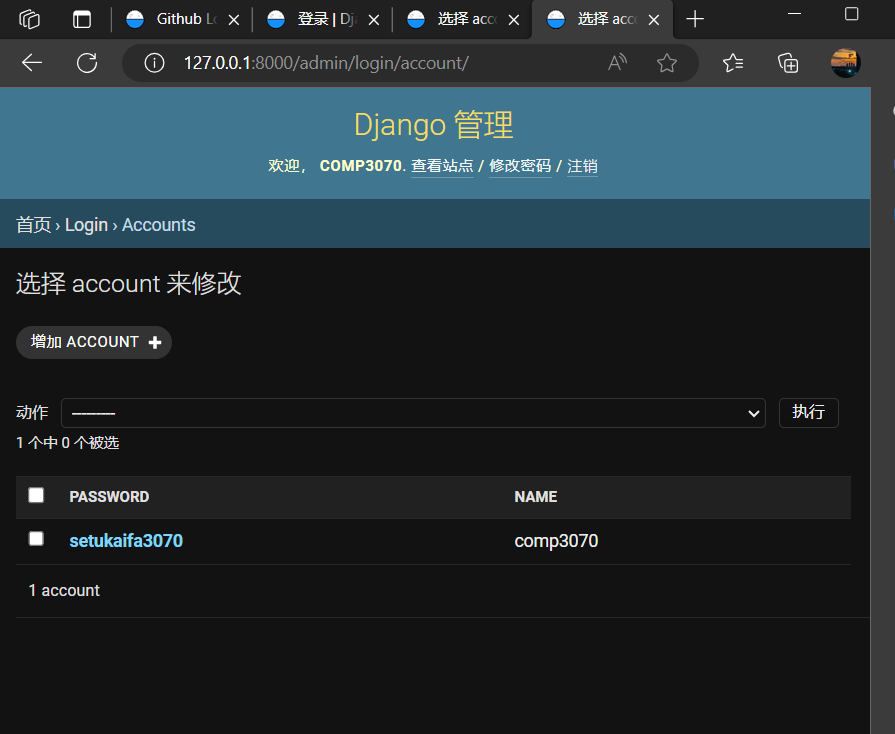 Github Lo
登录 | Dj
选择 acc
选择 acc
127.0.0.1:8000/admin/login/account/
Django 管理
欢迎， COMP3070. 查看站点 / 修改密码 / 注销
首页 › Login › Accounts
选择 account 来修改
增加 ACCOUNT
动作 --------- 执行
1 个中 0 个被选
PASSWORD NAME
setukaifa3070 comp3070
1 account